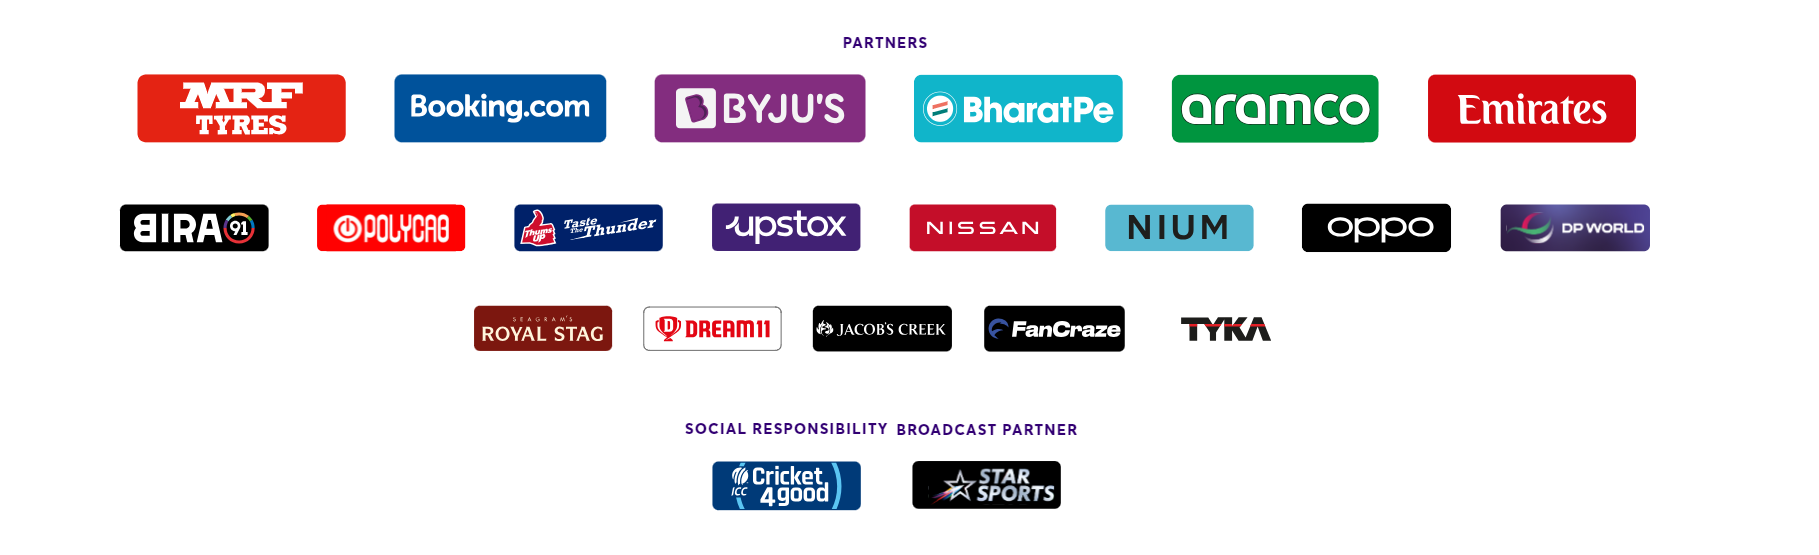 PARTNERS
MRF
TYRES
Booking.com
B BYJU'S
BharatPe
aramco
Emirates
BIRA 91
POLYCAB
Thums Up
Taste The Thunder
upstox
NISSAN
NIUM
oppo
DP WORLD
SEAGRAM'S
ROYAL STAG
D DREAM11
JACOB'S CREEK
FanCraze
TYKA
SOCIAL RESPONSIBILITY
BROADCAST PARTNER
ICC
Cricket
4good
STAR
SPORTS